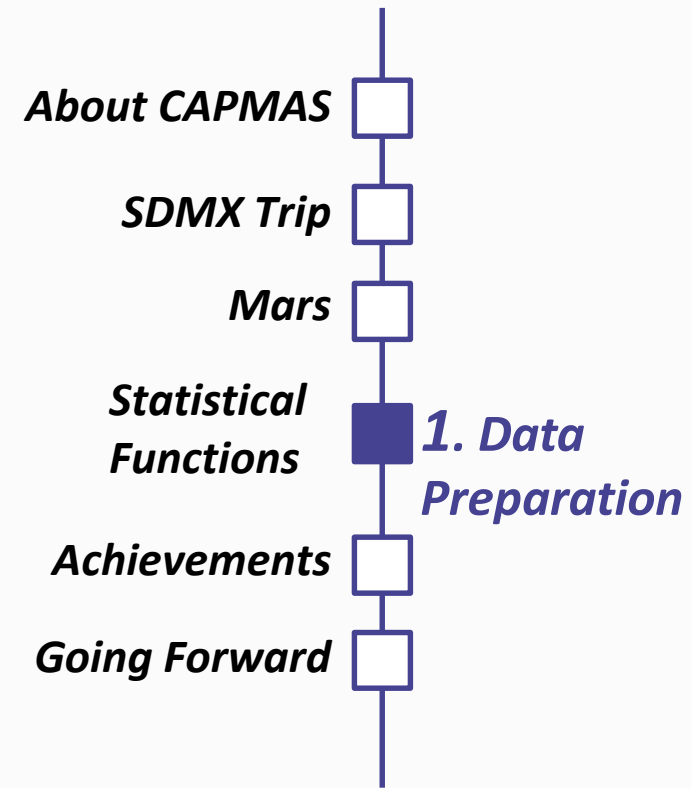 About CAPMAS
SDMX Trip
Mars
Statistical
Functions
1. Data
Preparation
Achievements
Going Forward